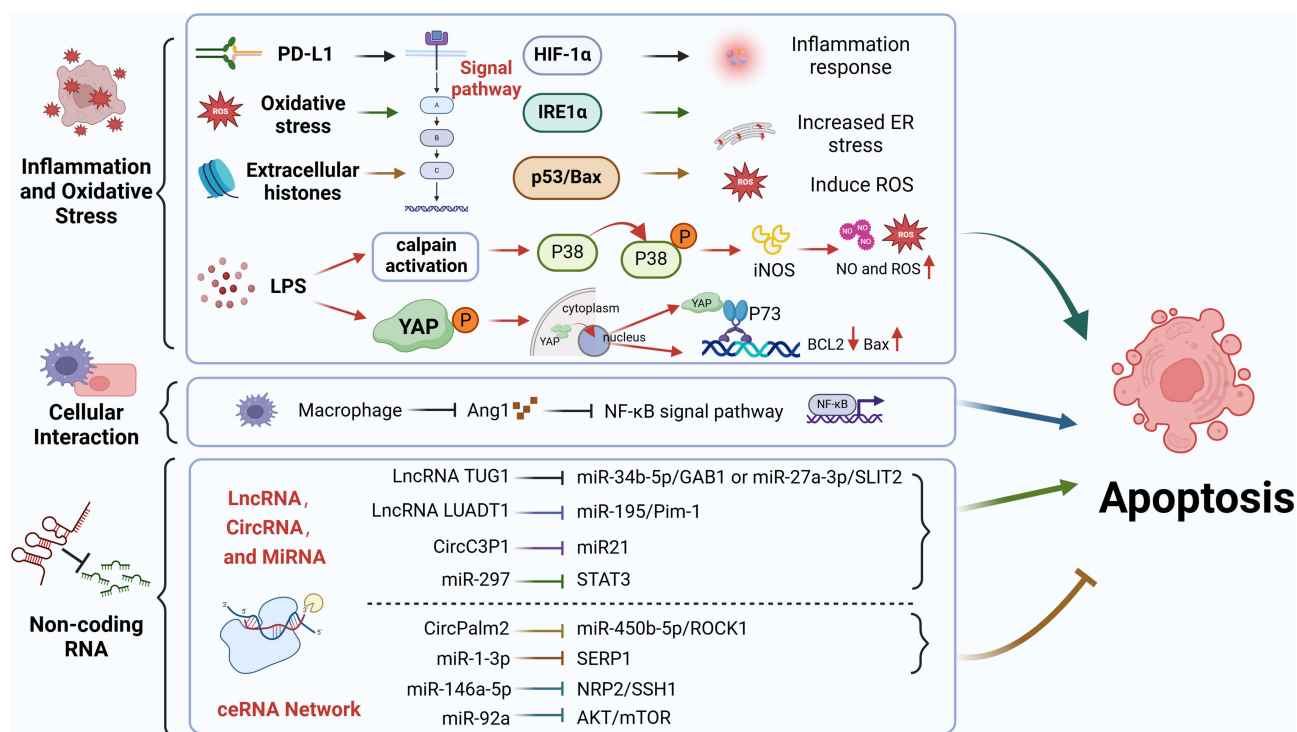 Inflammation
and Oxidative
Stress
PD-L1
Signal
pathway
HIF-1α
Inflammation
response
ROS
Oxidative
stress
A
B
C
IRE1α
Increased ER
stress
Extracellular
histones
p53/Bax
ROS
Induce ROS
LPS
calpain
activation
P38
P38
P
iNOS
NO
NO
NO
ROS
NO and ROS
YAP
P
cytoplasm
YAP
nucleus
YAP
P73
BCL2
Bax
Cellular
Interaction
Macrophage
Ang1
NF-κB signal pathway
NF-κB
Non-coding
RNA
LncRNA,
CircRNA,
and MiRNA
3'
5'
3'
5'
ceRNA Network
LncRNA TUG1 miR-34b-5p/GAB1 or miR-27a-3p/SLIT2
LncRNA LUADT1 miR-195/Pim-1
CircC3P1 miR21
miR-297 STAT3
CircPalm2 miR-450b-5p/ROCK1
miR-1-3p SERP1
miR-146a-5p NRP2/SSH1
miR-92a AKT/mTOR
Apoptosis